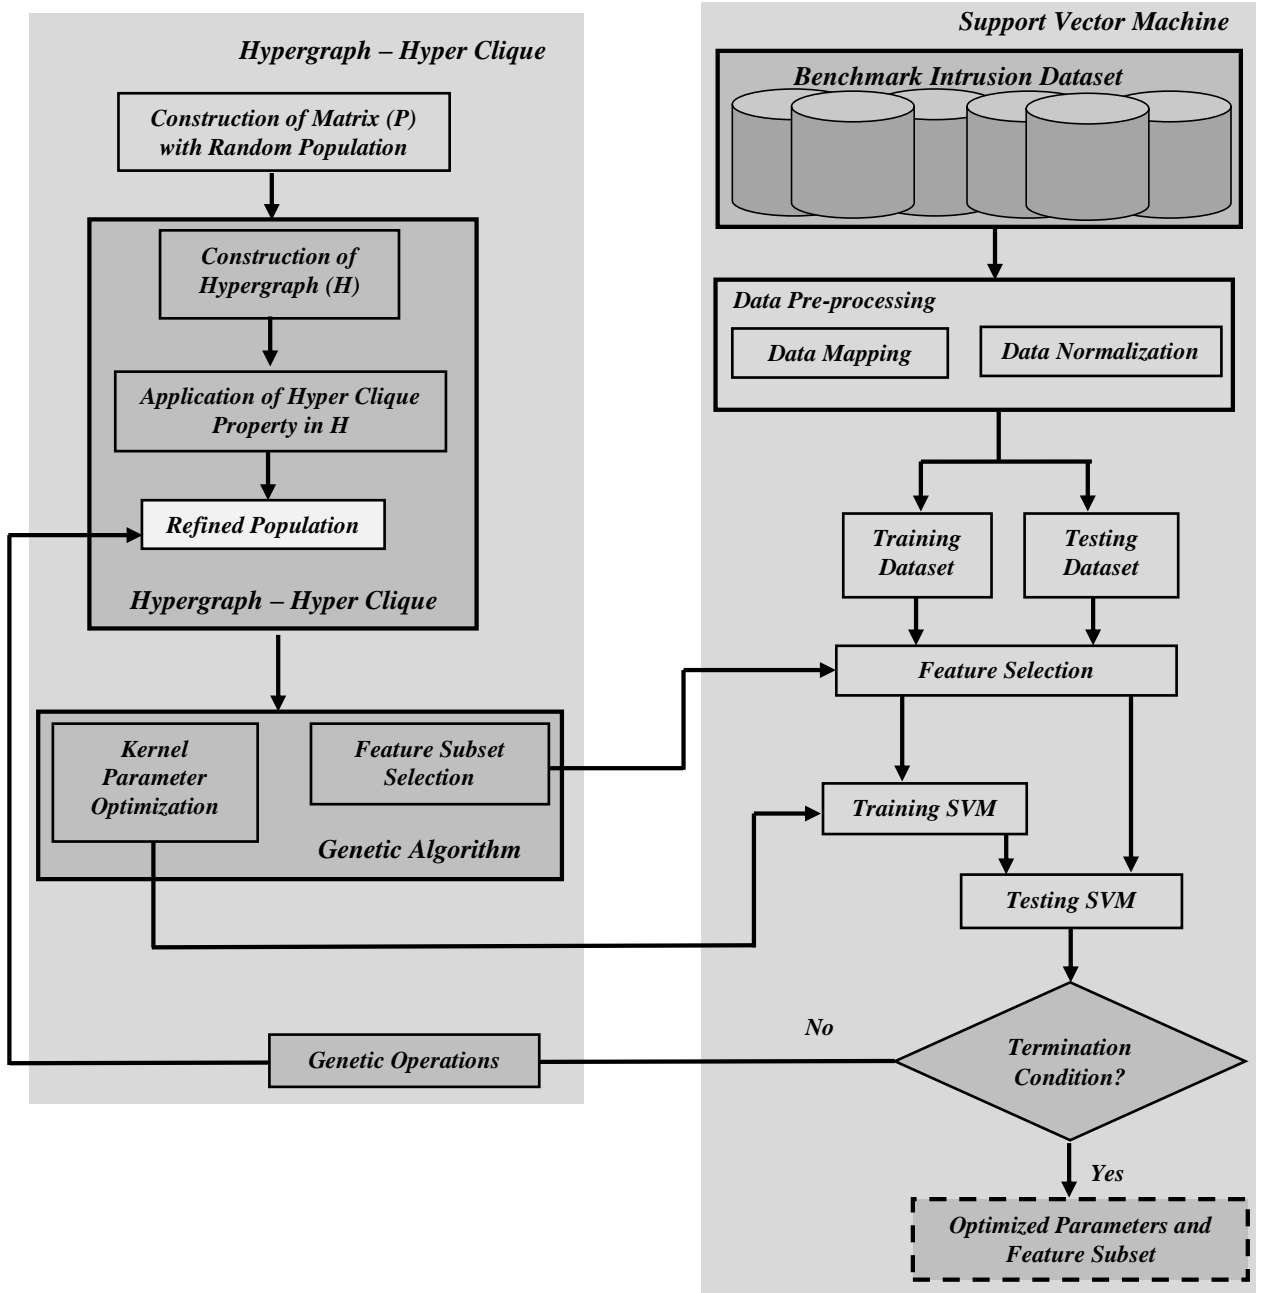 Hypergraph – Hyper Clique
Construction of Matrix (P)
with Random Population
Construction of
Hypergraph (H)
Application of Hyper Clique
Property in H
Refined Population
Hypergraph – Hyper Clique
Kernel
Parameter
Optimization
Feature Subset
Selection
Genetic Algorithm
Genetic Operations
Support Vector Machine
Benchmark Intrusion Dataset
Data Pre-processing
Data Mapping
Data Normalization
Training
Dataset
Testing
Dataset
Feature Selection
Training SVM
Testing SVM
No
Termination
Condition?
Yes
Optimized Parameters and
Feature Subset